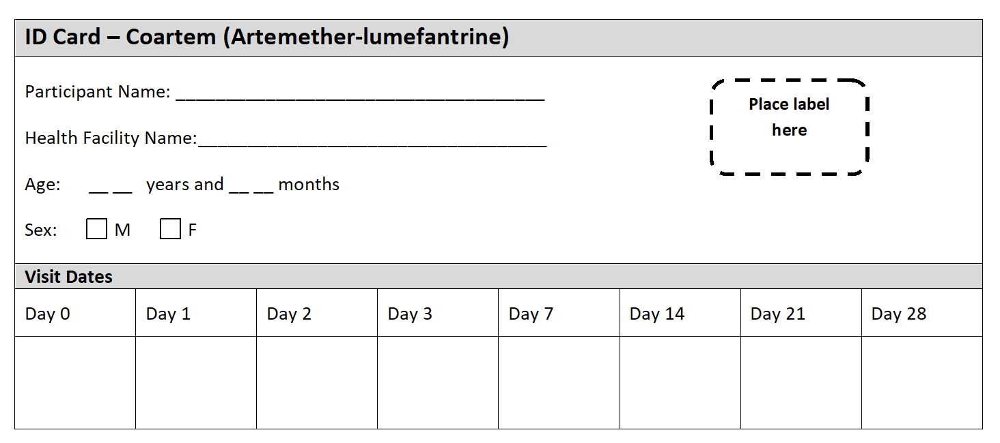 ID Card – Coartem (Artemether-lumefantrine)
Participant Name: _____________________________________
Place label
here
Health Facility Name:___________________________________
Age: __ __ years and __ __ months
Sex: M F
Visit Dates
Day 0 Day 1 Day 2 Day 3 Day 7 Day 14 Day 21 Day 28